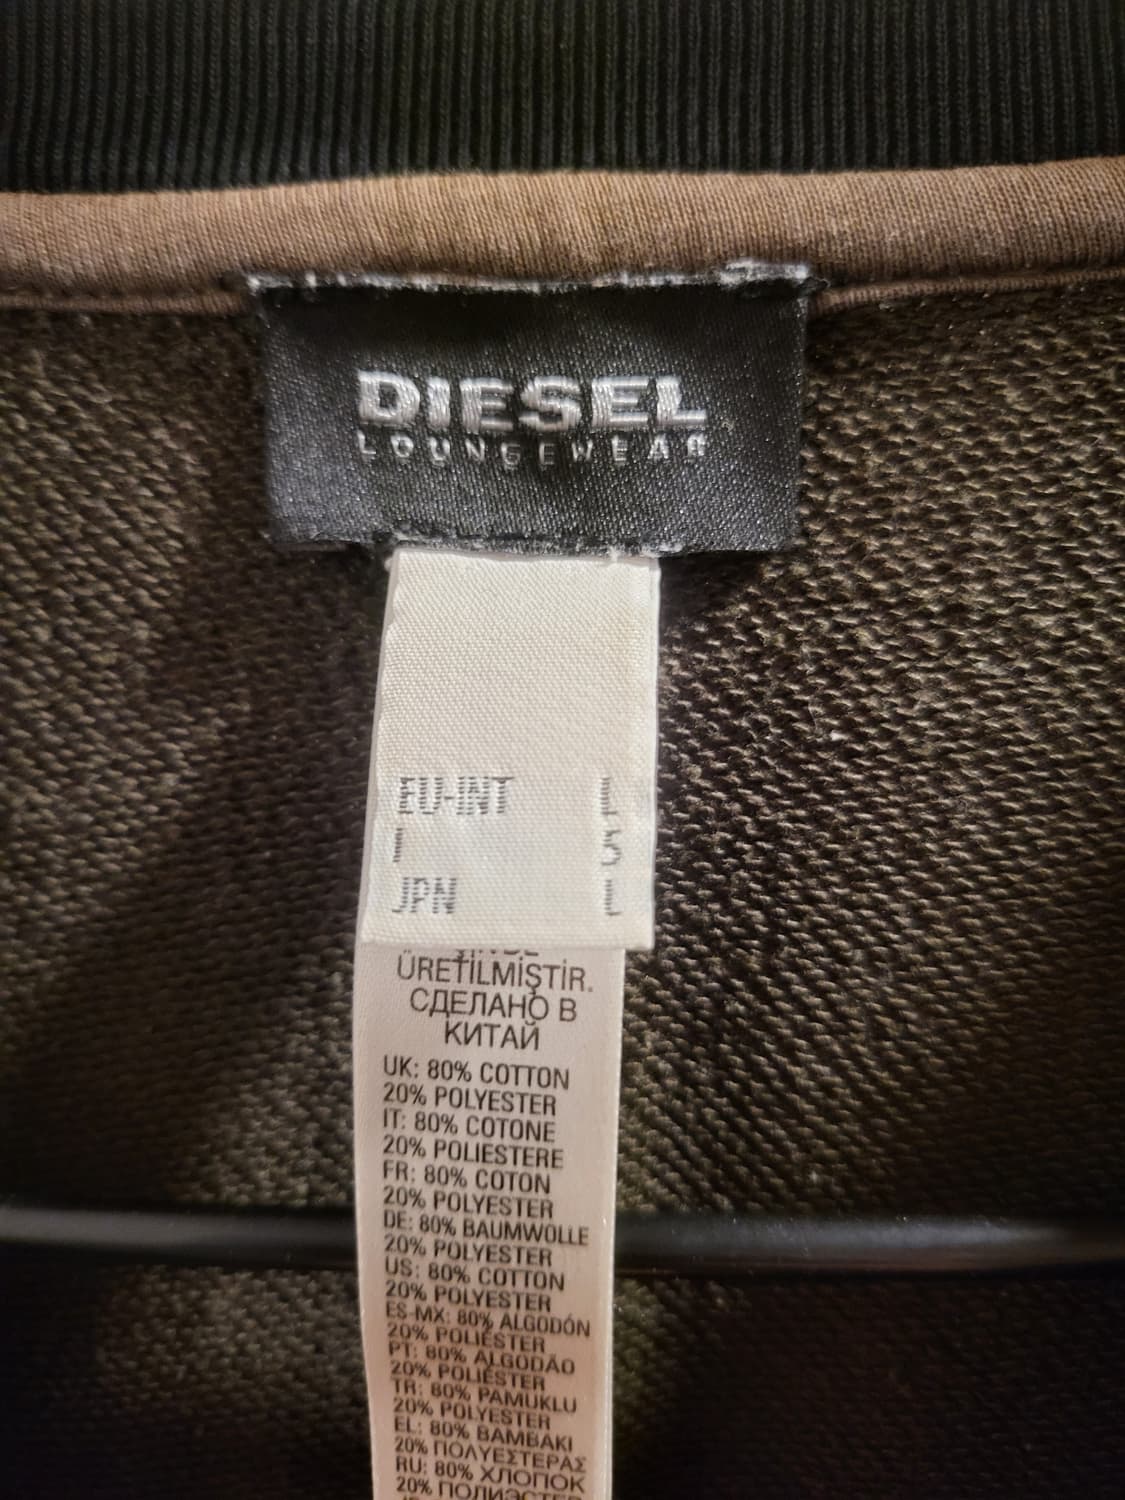 DIESEL
LOUNGEWEAR
EU-INT L
I 5
JPN L
ÜRETİLMİŞTİR.
СДЕЛАНО В
КИТАЙ
UK: 80% COTTON
20% POLYESTER
IT: 80% COTONE
20% POLIESTERE
FR: 80% COTON
20% POLYESTER
DE: 80% BAUMWOLLE
20% POLYESTER
US: 80% COTTON
20% POLYESTER
ES-MX: 80% ALGODÓN
20% POLIÉSTER
PT: 80% ALGODÃO
20% POLIÉSTER
TR: 80% PAMUKLU
20% POLYESTER
EL: 80% ΒΑΜΒΑΚΙ
20% ΠΟΛΥΕΣΤΕΡΑΣ
RU: 80% ХЛОПОК
20% ПОЛИЭСТЕР